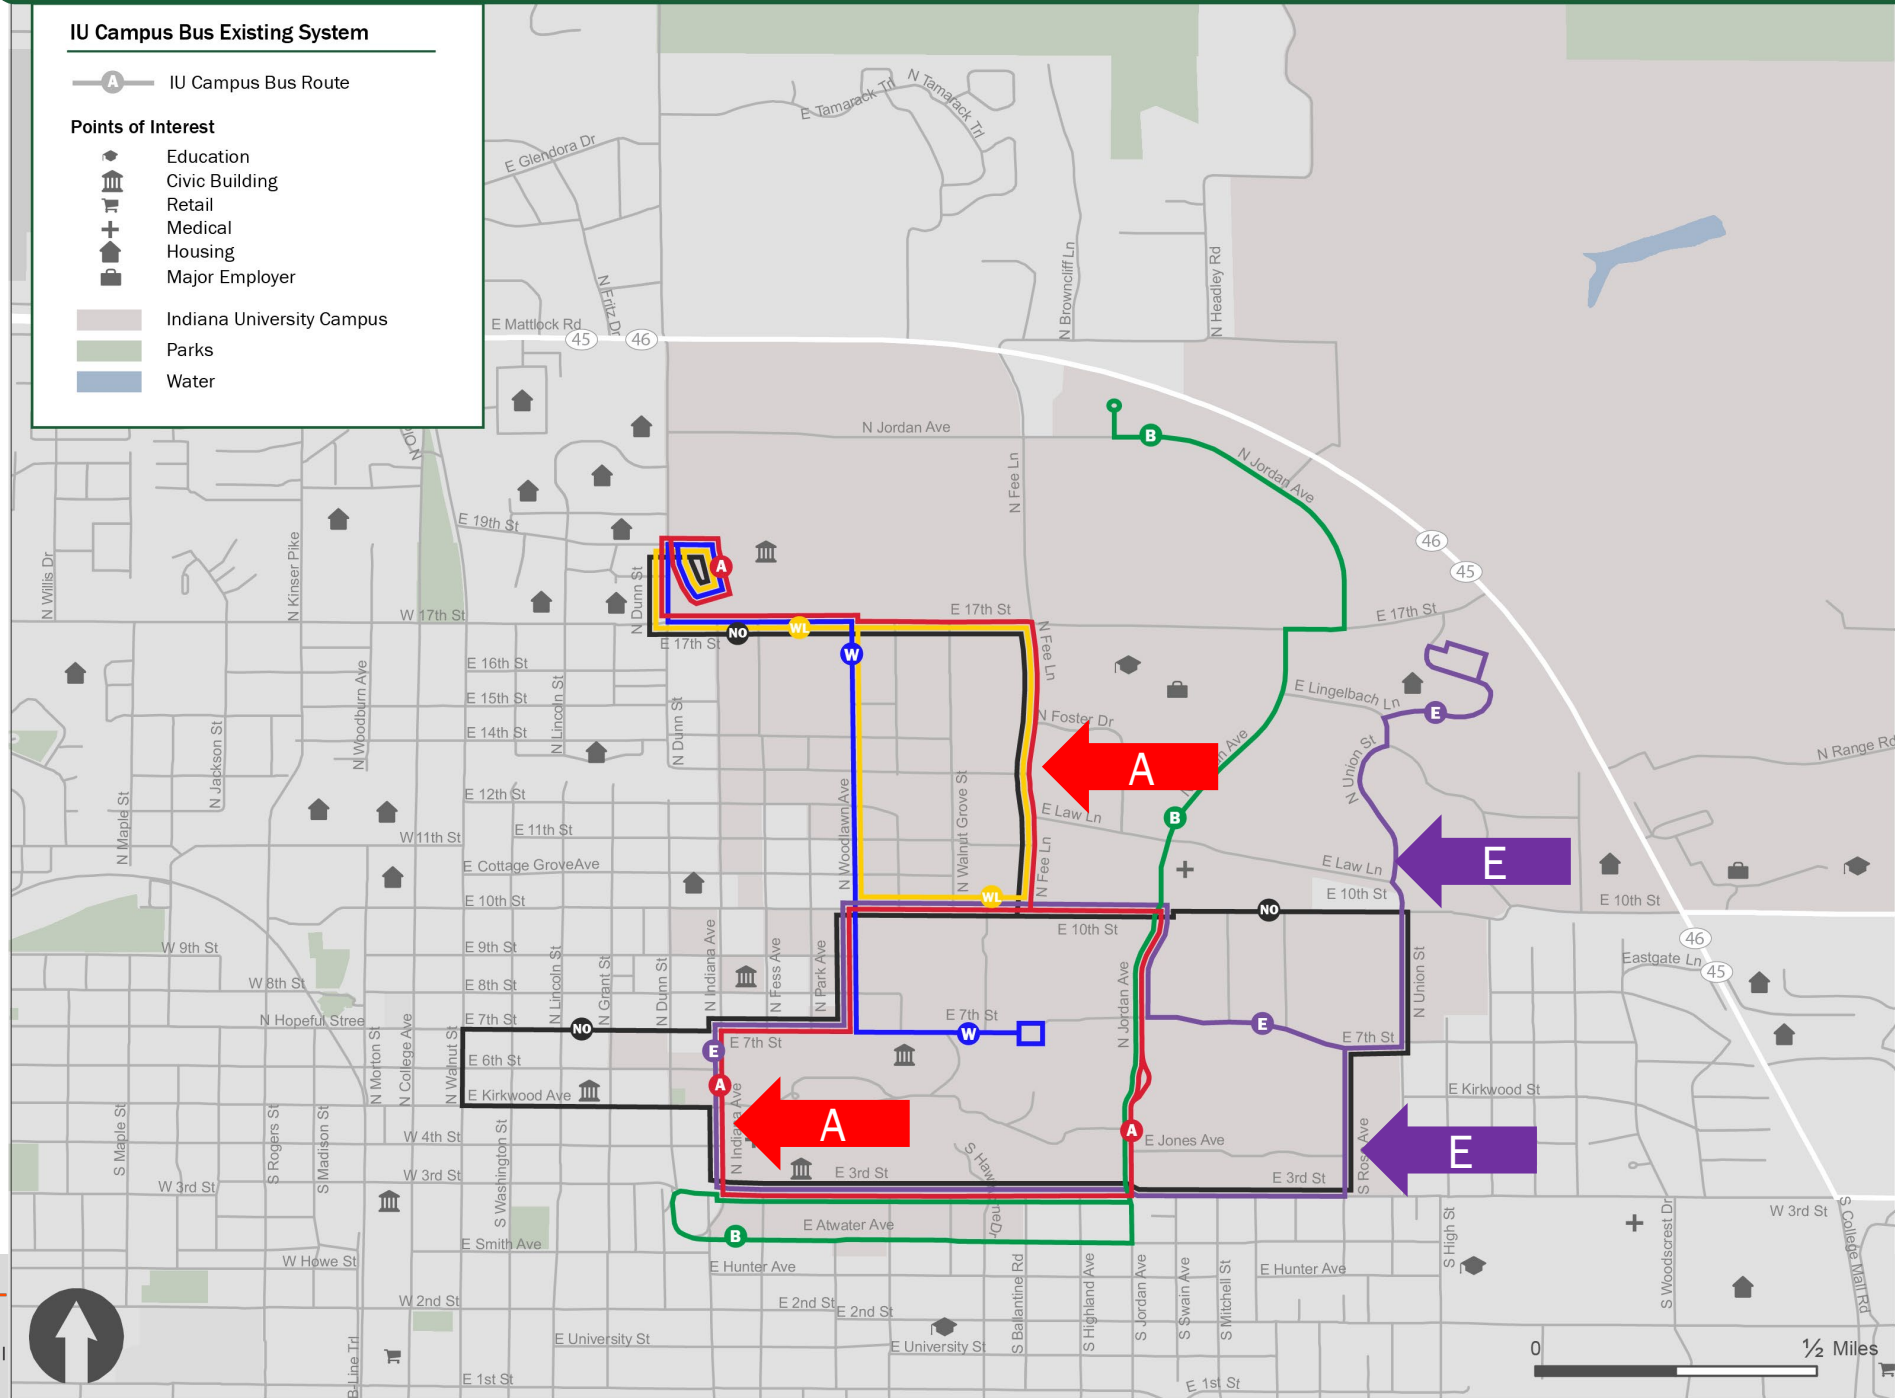 IU Campus Bus Existing System
A
IU Campus Bus Route
Points of Interest
Education
Civic Building
Retail
Medical
Housing
Major Employer
Indiana University Campus
Parks
Water
E Tamarack Trl
N Tamarack Trl
E Glendora Dr
N Fritz Dr
N Browncliff Ln
N Headley Rd
E Mattlock Rd
45
46
B
N Jordan Ave
N Jordan Ave
N Fee Ln
E 19th St
46
45
N Willis Dr
N Kinser Pike
N Dunn St
A
W 17th St
E 17th St
E 17th St
E 17th St
NO
WL
W
N Fee Ln
E 16th St
E 15th St
E 14th St
N Woodburn Ave
N Lincoln St
N Dunn St
N Jackson St
E Lingelbach Ln
E
N Foster Dr
N Union St
N Range Rd
A
B
E 12th St
E 11th St
N Maple St
W 11th St
E Cottage GroveAve
N Woodlawn Ave
N Walnut Grove St
E Law Ln
N Fee Ln
E Law Ln
E
WL
E 10th St
E 10th St
E 10th St
E 10th St
NO
46
45
Eastgate Ln
W 9th St
E 9th St
W 8th St
E 8th St
N Lincoln St
N Grant St
N Dunn St
N Indiana Ave
N Fess Ave
N Park Ave
N Jordan Ave
N Union St
N Hopeful Stree
E 7th St
NO
E 7th St
E 7th St
W
E
E 7th St
E
A
E 6th St
E Kirkwood Ave
E Kirkwood St
N Morton St
N College Ave
N Walnut St
A
A
E Jones Ave
E
W 4th St
S Maple St
S Rogers St
S Madison St
S Washington St
W 3rd St
W 3rd St
E 3rd St
E 3rd St
W 3rd St
B
E Atwater Ave
E Smith Ave
W Howe St
E Hunter Ave
E Hunter Ave
S High St
S Woodscrest Dr
S College Mall Rd
S Ballantine Rd
S Highland Ave
S Jordan Ave
S Swain Ave
S Mitchell St
W 2nd St
E 2nd St
E 2nd St
E University St
E University St
B-Line Trl
E 1st St
E 1st St
0
½ Miles